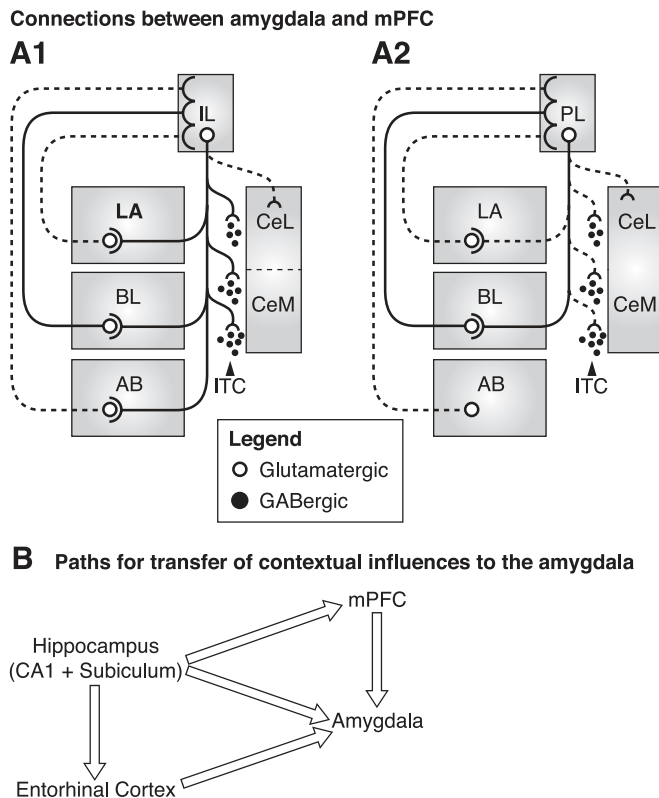 Connections between amygdala and mPFC
A1
IL
LA
BL
AB
CeL
CeM
ITC
A2
PL
LA
BL
AB
CeL
CeM
ITC
Legend
Glutamatergic
GABergic
B Paths for transfer of contextual influences to the amygdala
mPFC
Hippocampus
(CA1 + Subiculum)
Amygdala
Entorhinal Cortex